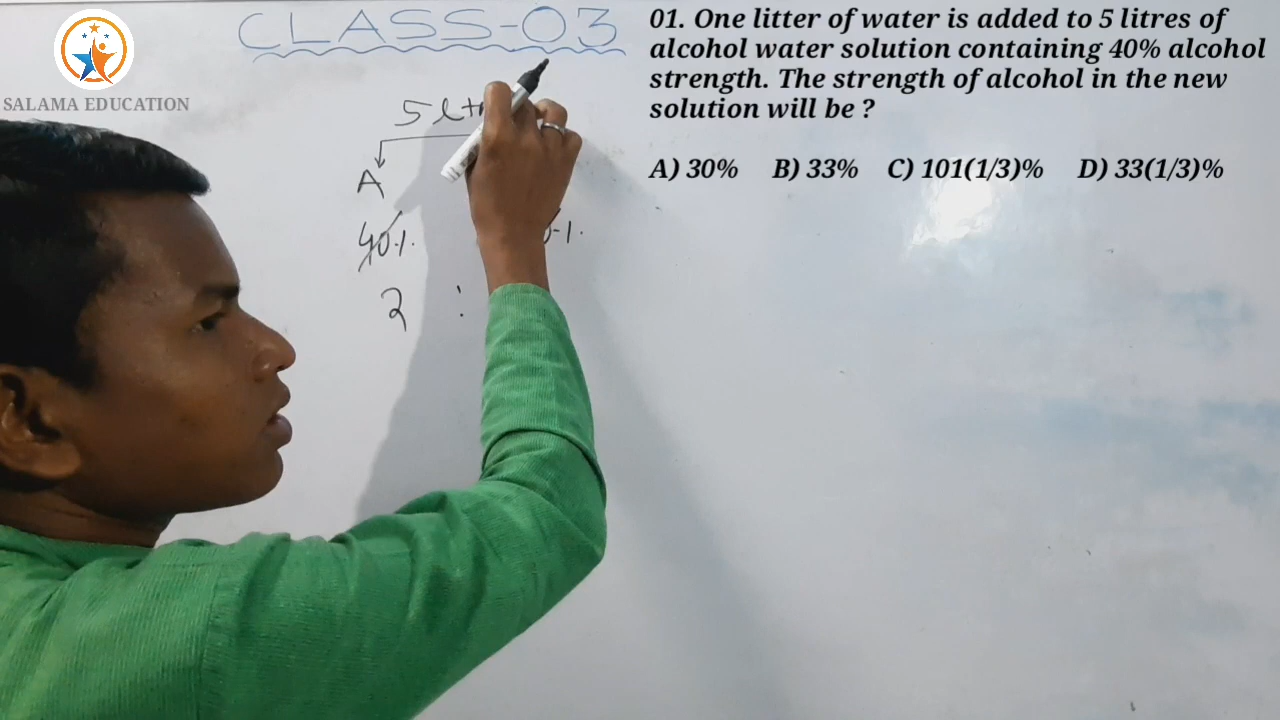 CLASS-03
SALAMA EDUCATION
01. One litter of water is added to 5 litres of
alcohol water solution containing 40% alcohol
strength. The strength of alcohol in the new
solution will be ?
A) 30% B) 33% C) 101(1/3)% D) 33(1/3)%
5 lt
A
40%
2 :